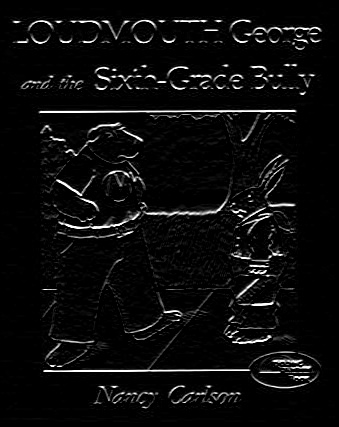 LOUDMOUTH George
and the Sixth-Grade Bully
Nancy Carlson